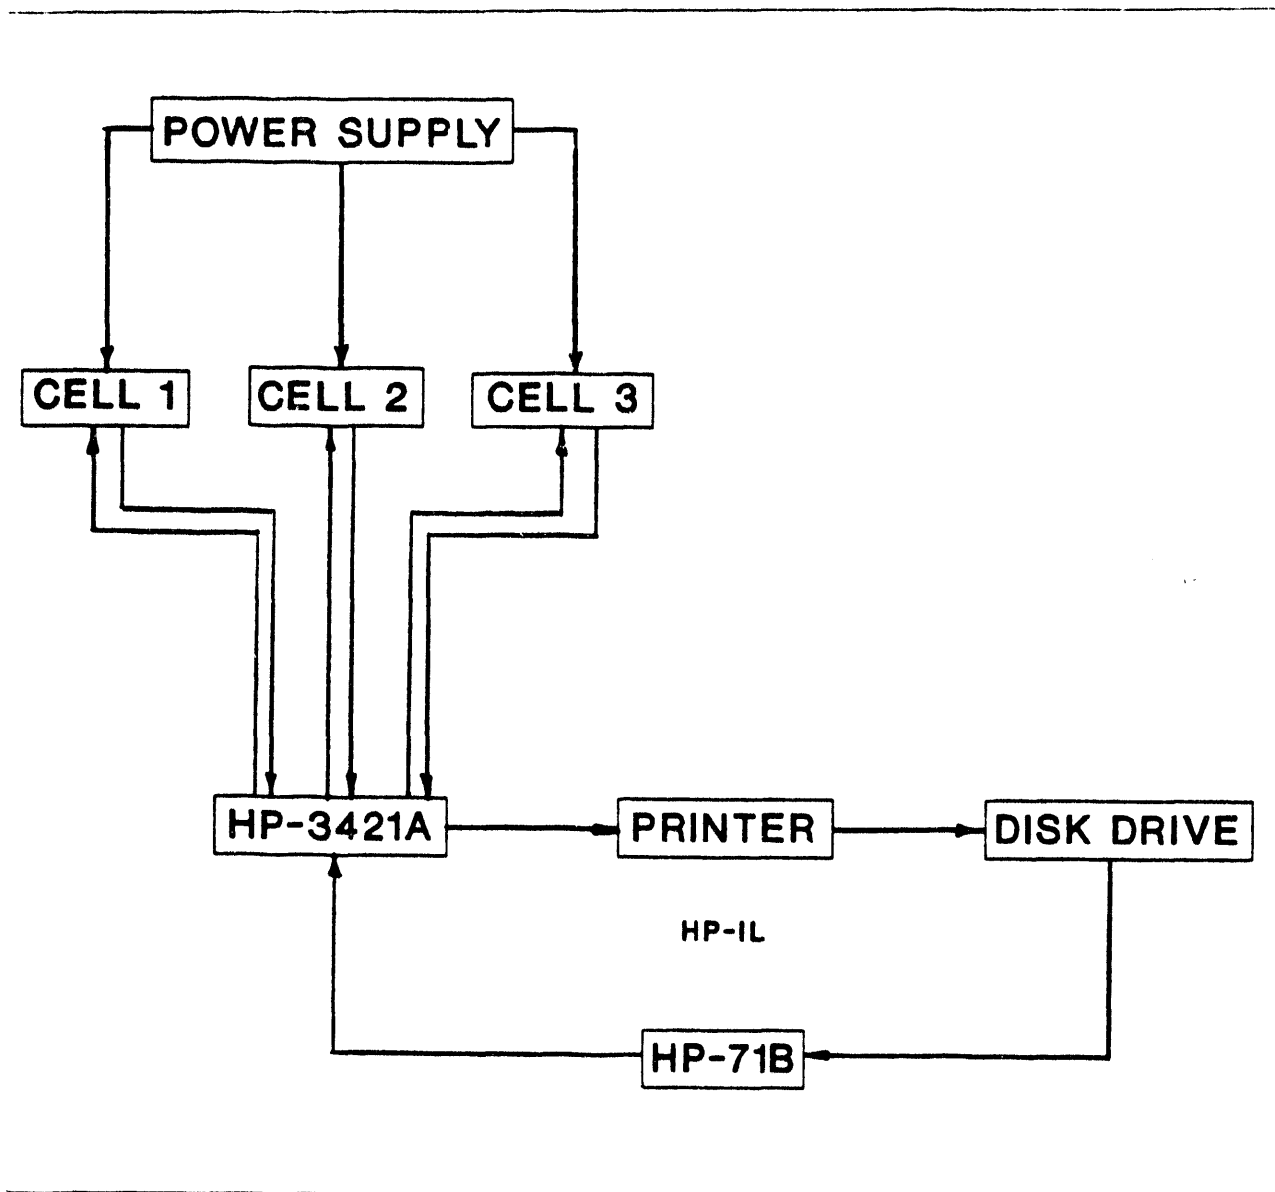 POWER SUPPLY
CELL 1
CELL 2
CELL 3
HP-3421A
PRINTER
DISK DRIVE
HP-IL
HP-71B